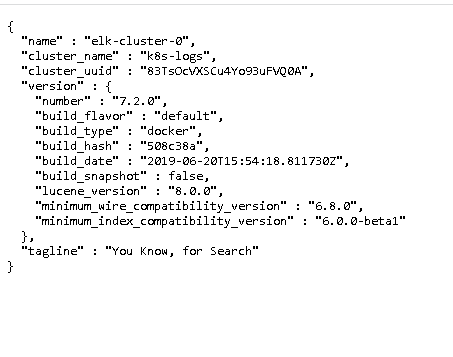 {
  "name" : "elk-cluster-0",
  "cluster_name" : "k8s-logs",
  "cluster_uuid" : "83TsOcVXSCu4Yo93uFVQ0A",
  "version" : {
    "number" : "7.2.0",
    "build_flavor" : "default",
    "build_type" : "docker",
    "build_hash" : "508c38a",
    "build_date" : "2019-06-20T15:54:18.811730Z",
    "build_snapshot" : false,
    "lucene_version" : "8.0.0",
    "minimum_wire_compatibility_version" : "6.8.0",
    "minimum_index_compatibility_version" : "6.0.0-beta1"
  },
  "tagline" : "You Know, for Search"
}